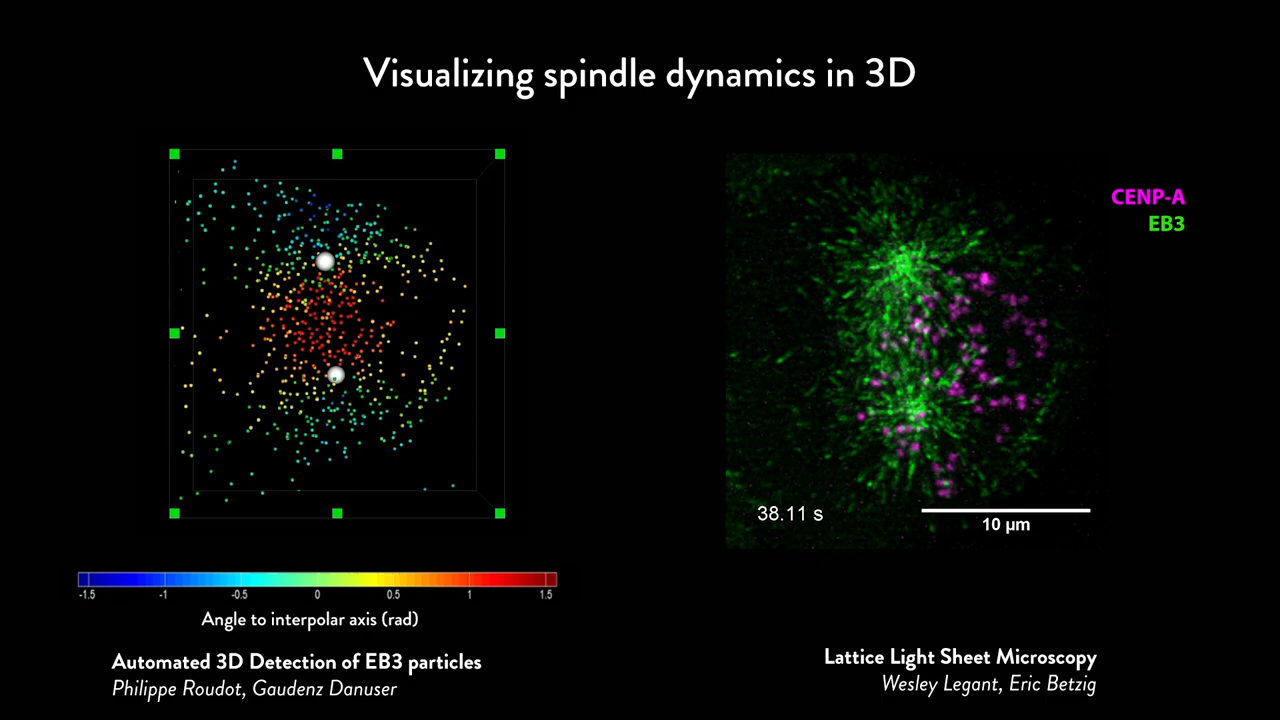 Visualizing spindle dynamics in 3D
CENP-A
EB3
38.11 s
10 µm
-1.5 -1 -0.5 0 0.5 1 1.5
Angle to interpolar axis (rad)
Automated 3D Detection of EB3 particles
Philippe Roudot, Gaudenz Danuser
Lattice Light Sheet Microscopy
Wesley Legant, Eric Betzig